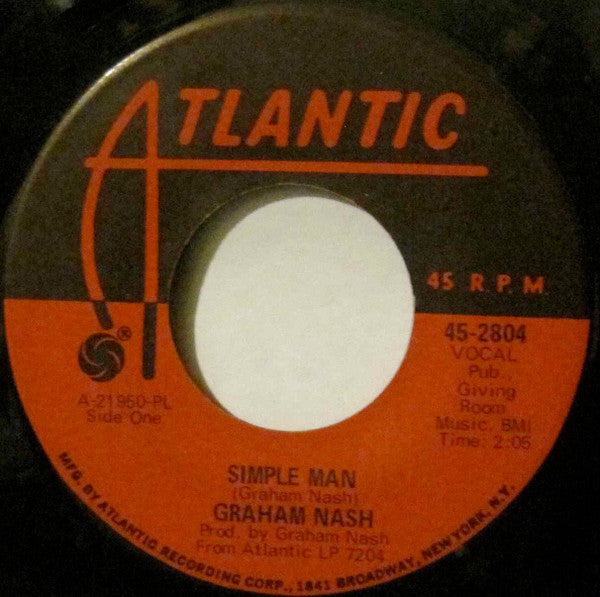 ATLANTIC
®
45 R.P.M.
45-2804
VOCAL
Pub.,
Giving
Room
Music, BMI
Time: 2:05
A-21950-PL
Side One
SIMPLE MAN
(Graham Nash)
GRAHAM NASH
Prod. by Graham Nash
From Atlantic LP 7204
MFG. BY ATLANTIC RECORDING CORP., 1841 BROADWAY, NEW YORK, N.Y.